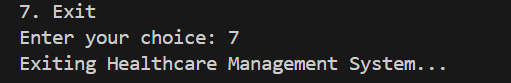 7. Exit
Enter your choice: 7
Exiting Healthcare Management System...